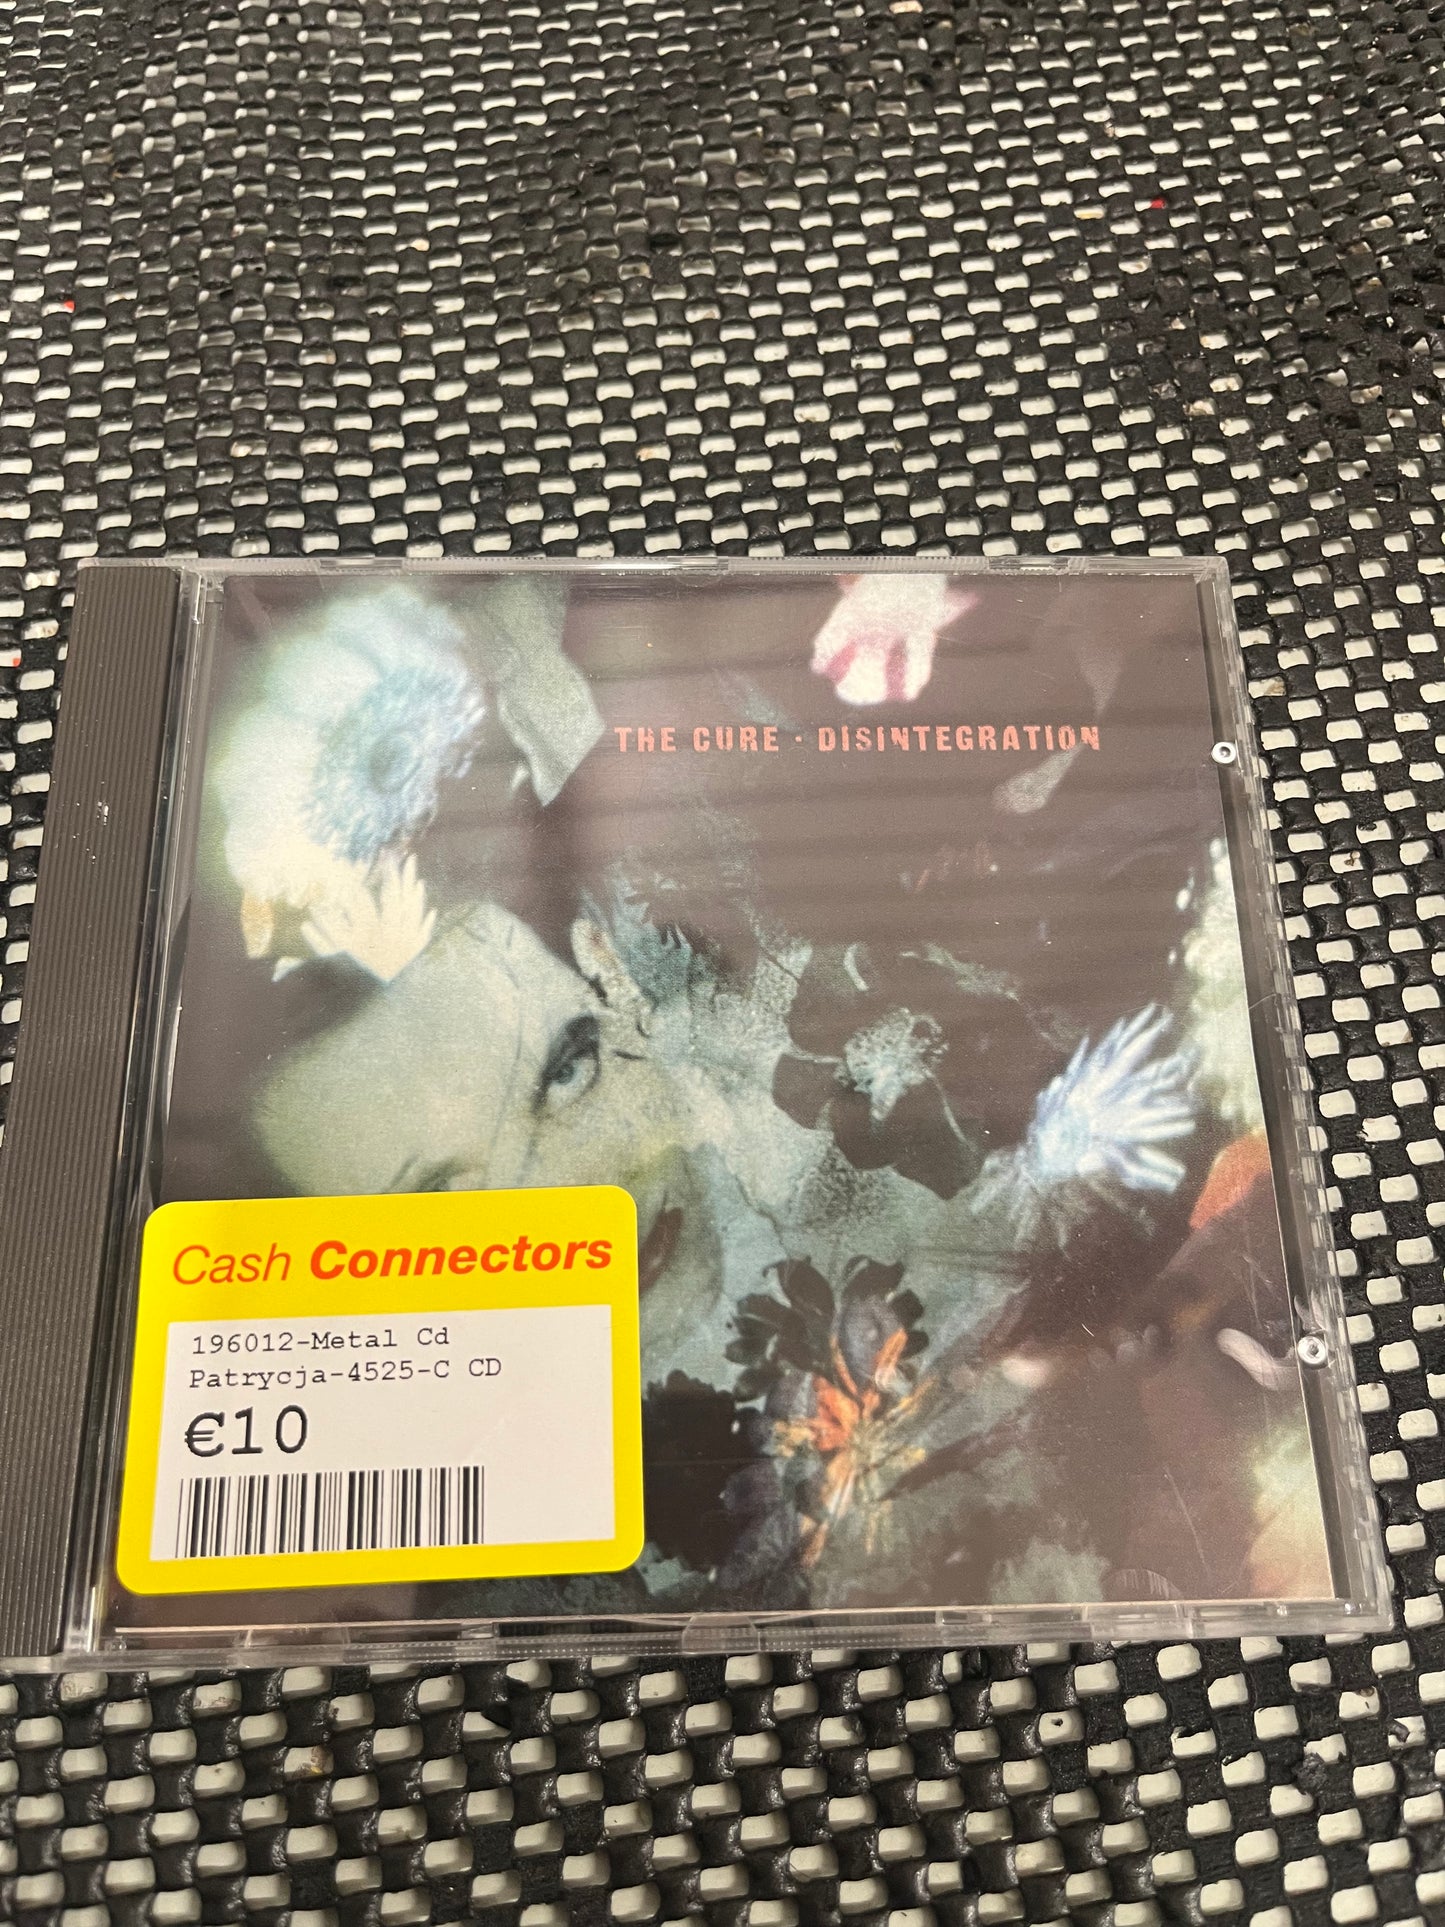 THE CURE · DISINTEGRATION
Cash Connectors
196012-Metal Cd
Patrycja-4525-C CD
€10